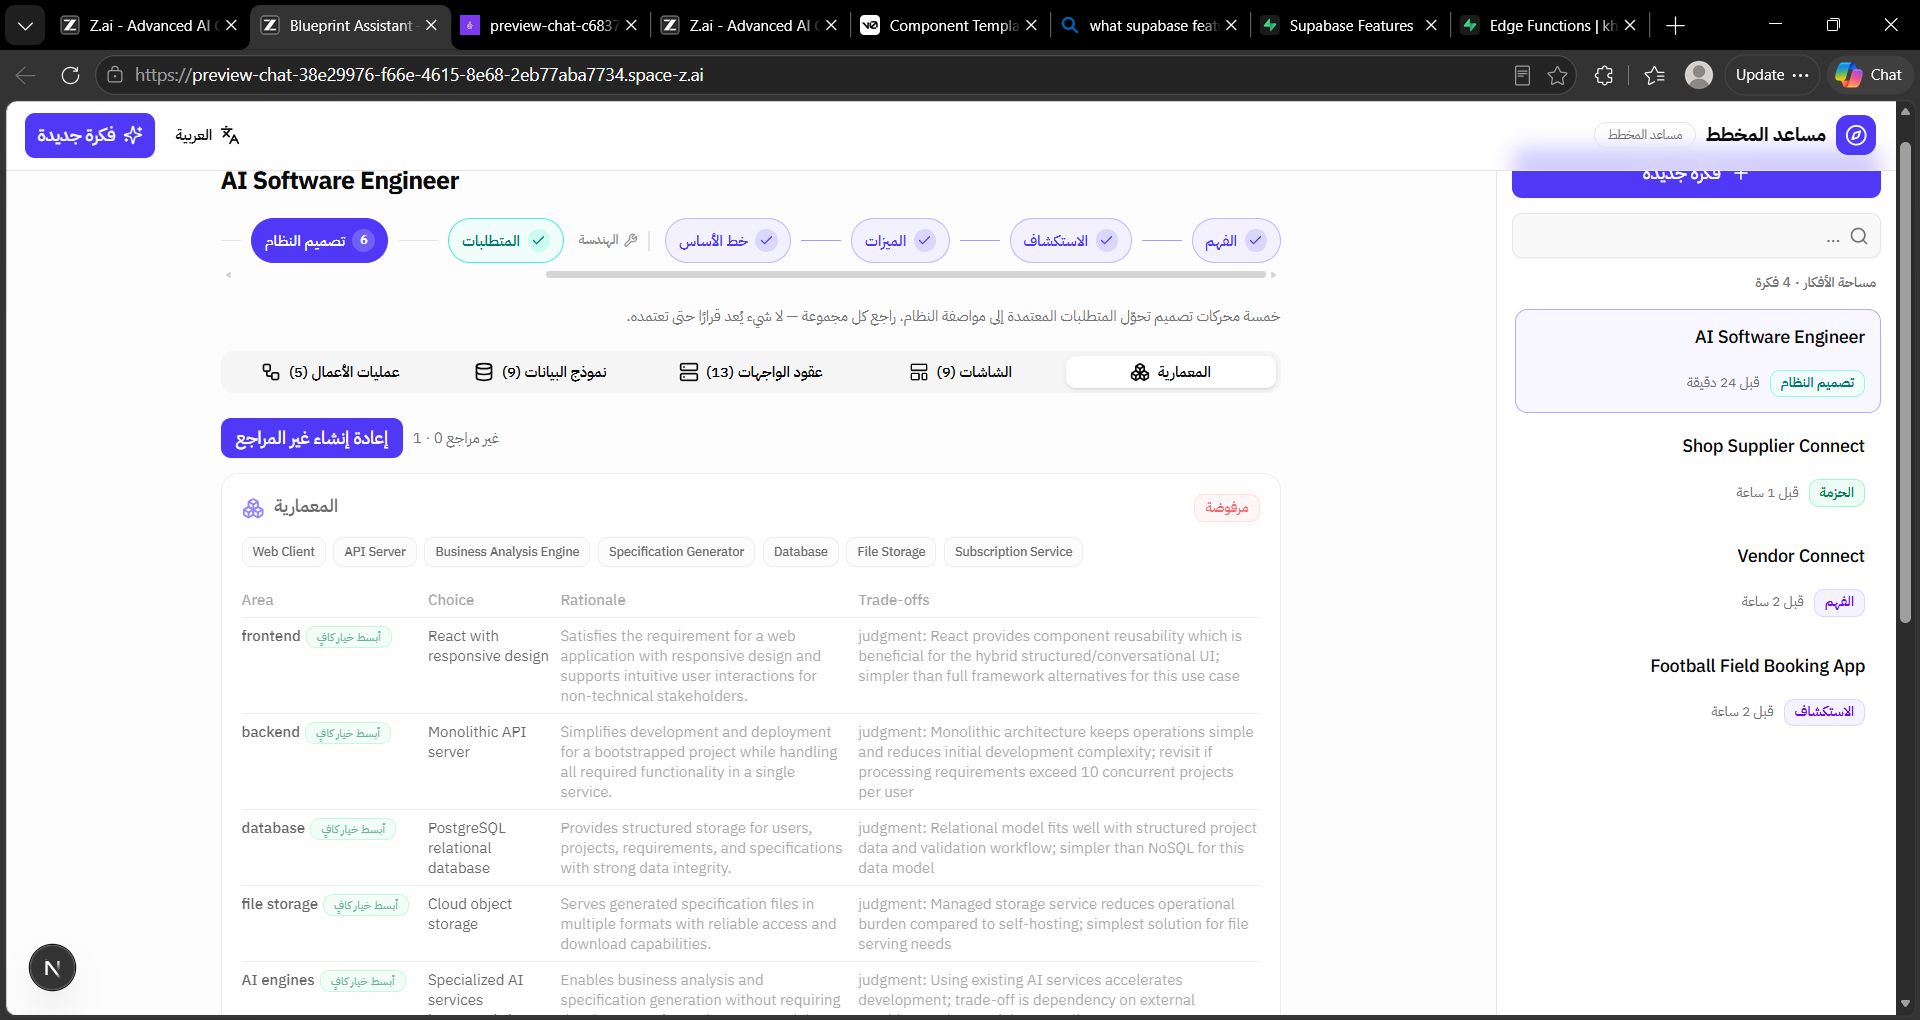 Z.ai - Advanced AI C
Blueprint Assistant -
preview-chat-c6837
Z.ai - Advanced AI C
Component Templa
what supabase feat
Supabase Features
Edge Functions | kh
https://preview-chat-38e29976-f66e-4615-8e68-2eb77aba7734.space-z.ai
Update
Chat
مساعد المخطط
مساعد المخطط
العربية
فكرة جديدة
AI Software Engineer
الفهم
الاستكشاف
الميزات
خط الأساس
الهندسة
المتطلبات
6 تصميم النظام
خمسة محركات تصميم تحوّل المتطلبات المعتمدة إلى مواصفة النظام. راجع كل مجموعة — لا شيء يُعد قرارًا حتى تعتمده.
المعمارية
الشاشات (9)
عقود الواجهات (13)
نموذج البيانات (9)
عمليات الأعمال (5)
إعادة إنشاء غير المراجع
1 · 0 غير مراجع
المعمارية
مرفوضة
Web Client
API Server
Business Analysis Engine
Specification Generator
Database
File Storage
Subscription Service
Area
Choice
Rationale
Trade-offs
frontend أبسط خيار كافٍ
React with
responsive design
Satisfies the requirement for a web
application with responsive design and
supports intuitive user interactions for
non-technical stakeholders.
judgment: React provides component reusability which is
beneficial for the hybrid structured/conversational UI;
simpler than full framework alternatives for this use case
backend أبسط خيار كافٍ
Monolithic API
server
Simplifies development and deployment
for a bootstrapped project while handling
all required functionality in a single
service.
judgment: Monolithic architecture keeps operations simple
and reduces initial development complexity; revisit if
processing requirements exceed 10 concurrent projects
per user
database أبسط خيار كافٍ
PostgreSQL
relational
database
Provides structured storage for users,
projects, requirements, and specifications
with strong data integrity.
judgment: Relational model fits well with structured project
data and validation workflow; simpler than NoSQL for this
data model
file storage أبسط خيار كافٍ
Cloud object
storage
Serves generated specification files in
multiple formats with reliable access and
download capabilities.
judgment: Managed storage service reduces operational
burden compared to self-hosting; simplest solution for file
serving needs
AI engines أبسط خيار كافٍ
Specialized AI
services
Enables business analysis and
specification generation without requiring
judgment: Using existing AI services accelerates
development; trade-off is dependency on external
فكرة جديدة
...
مساحة الأفكار · 4 فكرة
AI Software Engineer
تصميم النظام
قبل 24 دقيقة
Shop Supplier Connect
الحزمة
قبل 1 ساعة
Vendor Connect
الفهم
قبل 2 ساعة
Football Field Booking App
الاستكشاف
قبل 2 ساعة
N